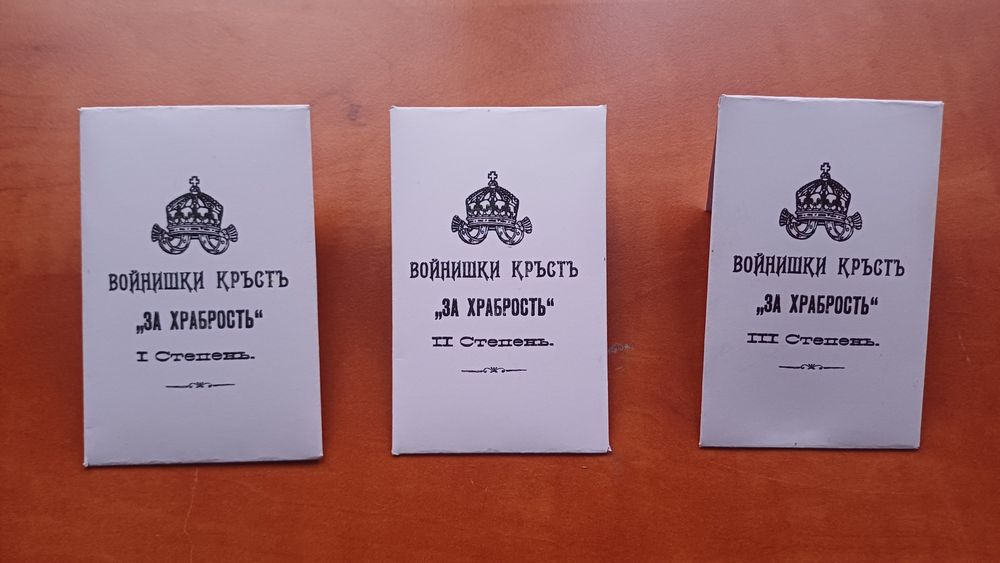 ВОЙНИШКИ КРЪСТЪ
„ЗА ХРАБРОСТЬ“
I Степень.
ВОЙНИШКИ КРЪСТЪ
„ЗА ХРАБРОСТЬ“
II Степень.
ВОЙНИШКИ КРЪСТЪ
„ЗА ХРАБРОСТЬ“
III Степень.